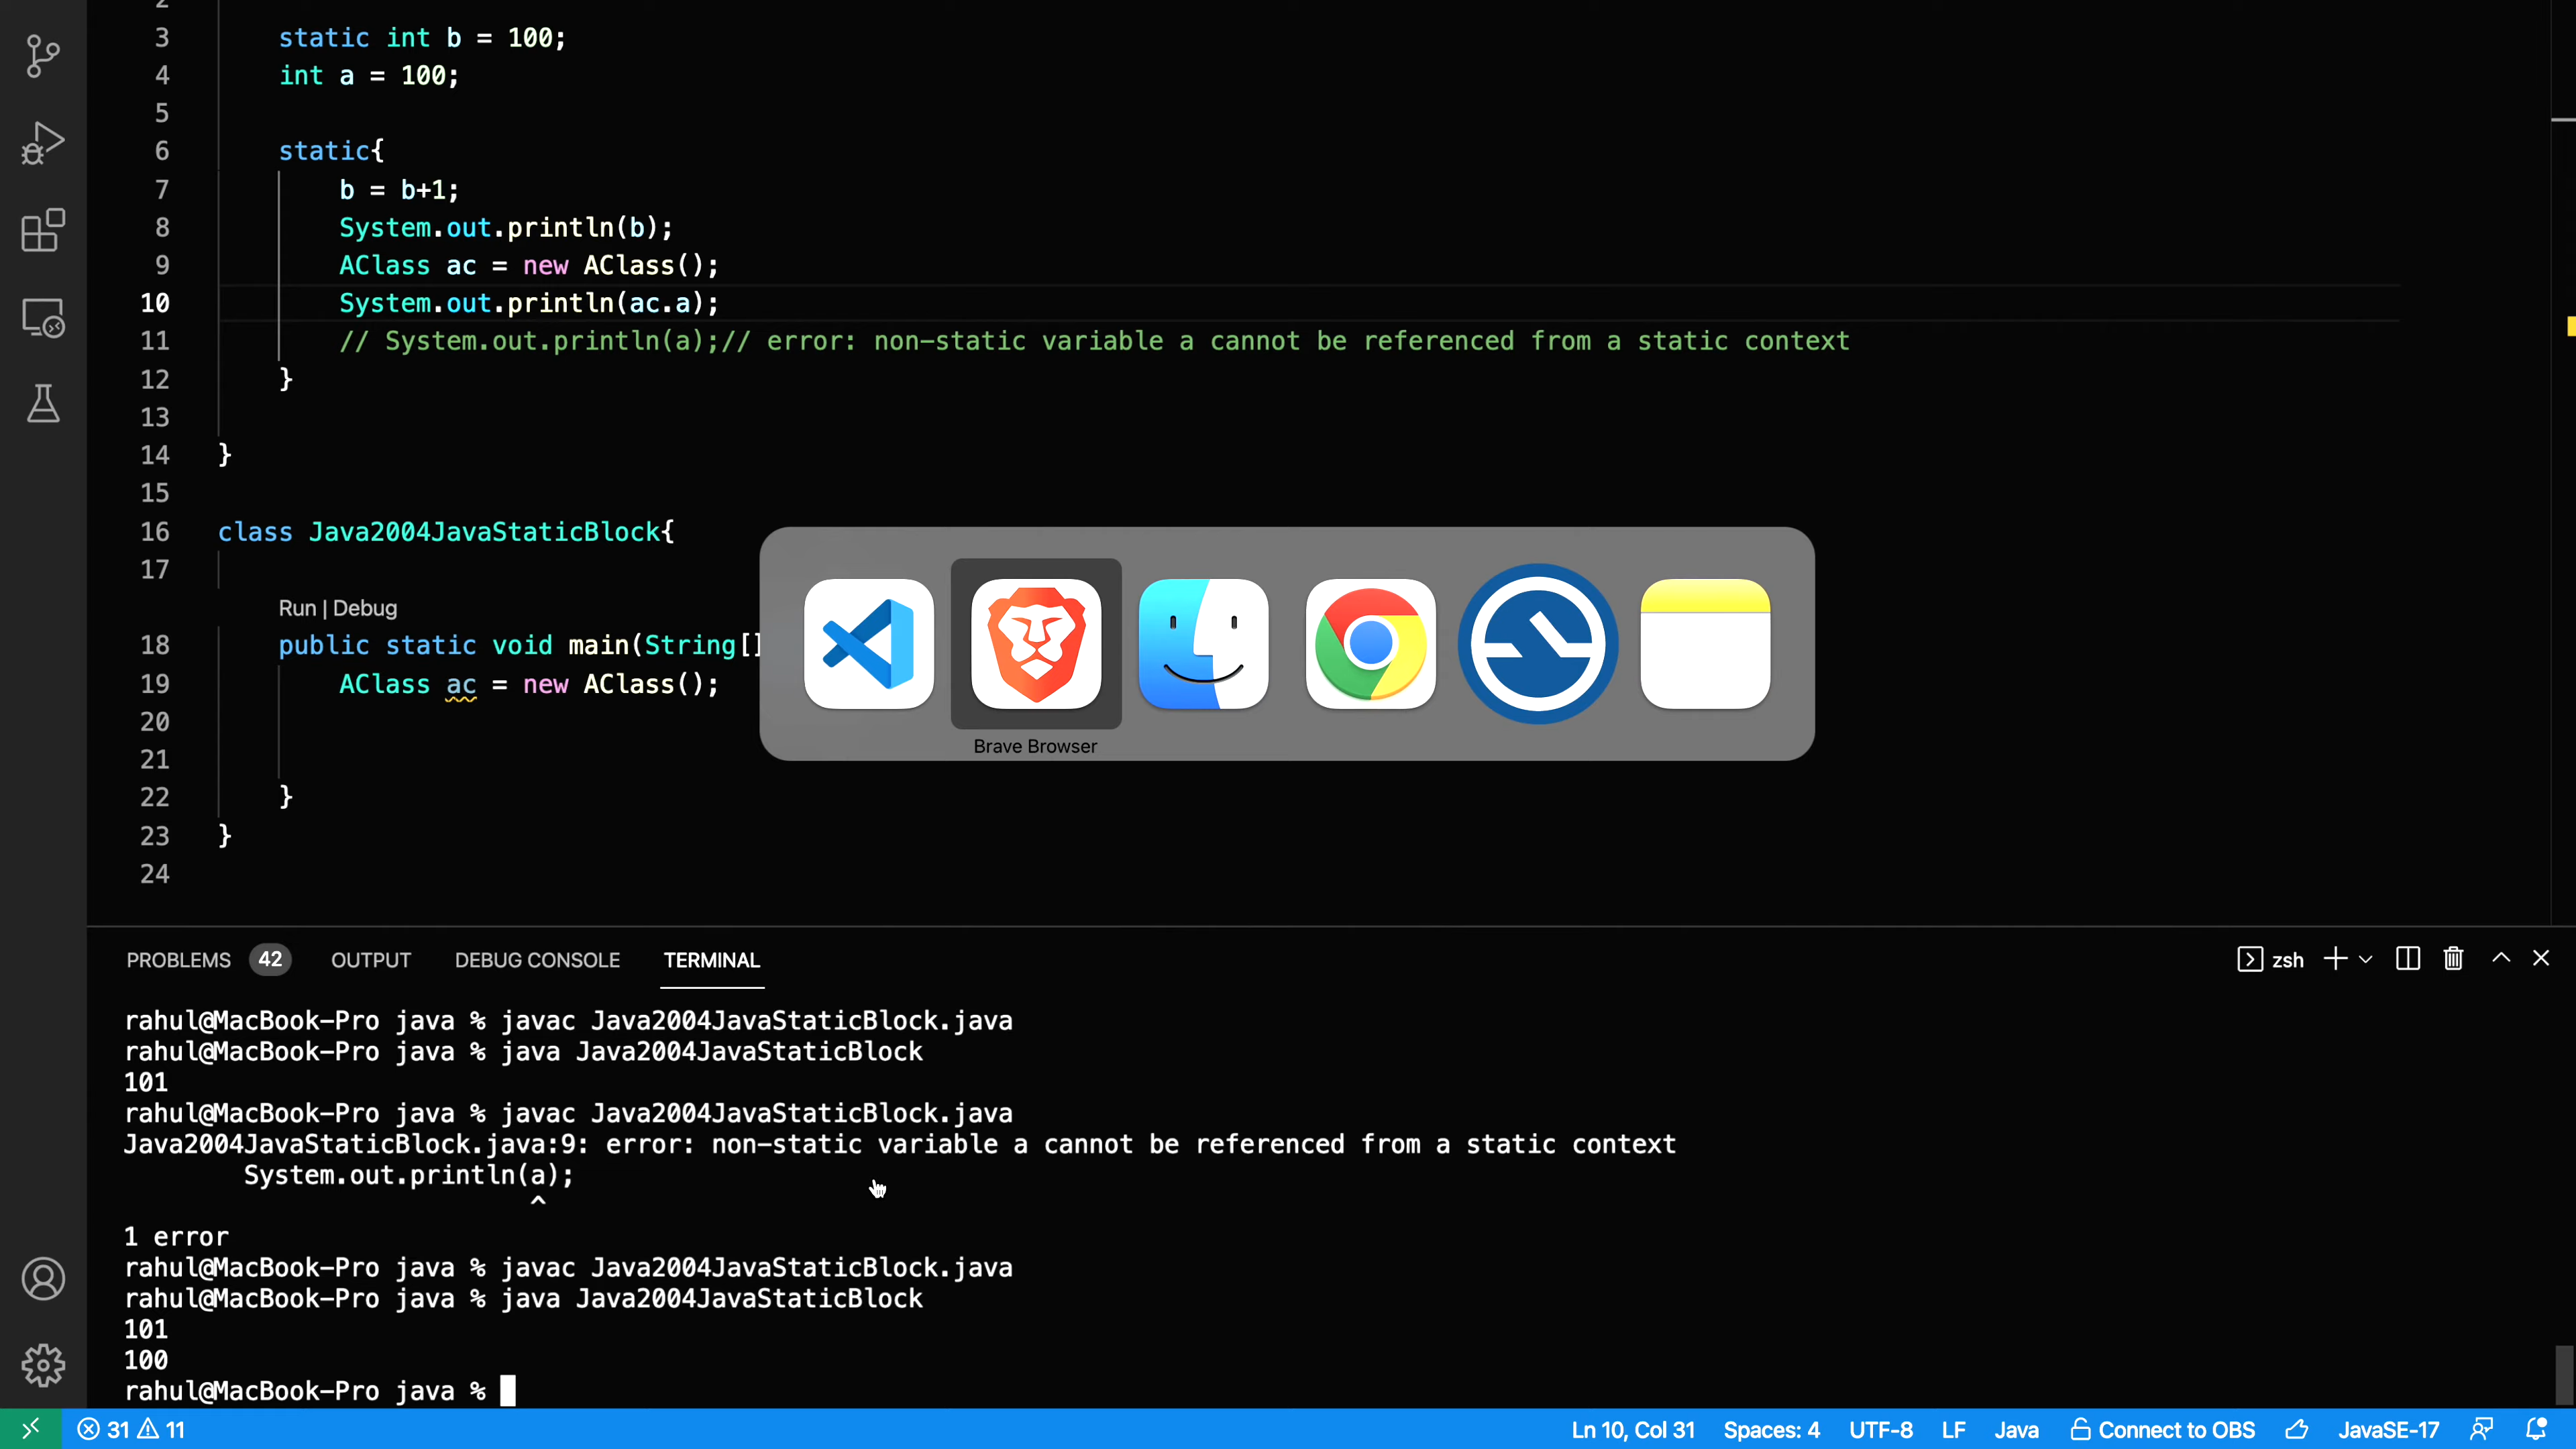 2
3 static int b = 100;
4 int a = 100;
5
6 static{
7 b = b+1;
8 System.out.println(b);
9 AClass ac = new AClass();
10 System.out.println(ac.a);
11 // System.out.println(a);// error: non-static variable a cannot be referenced from a static context
12 }
13
14 }
15
16 class Java2004JavaStaticBlock{
17
Run | Debug
18 public static void main(String[]
19 AClass ac = new AClass();
20
21
22 }
23 }
24
Brave Browser
PROBLEMS 42 OUTPUT DEBUG CONSOLE TERMINAL zsh
rahul@MacBook-Pro java % javac Java2004JavaStaticBlock.java
rahul@MacBook-Pro java % java Java2004JavaStaticBlock
101
rahul@MacBook-Pro java % javac Java2004JavaStaticBlock.java
Java2004JavaStaticBlock.java:9: error: non-static variable a cannot be referenced from a static context
System.out.println(a);
^
1 error
rahul@MacBook-Pro java % javac Java2004JavaStaticBlock.java
rahul@MacBook-Pro java % java Java2004JavaStaticBlock
101
100
rahul@MacBook-Pro java %
31 11 Ln 10, Col 31 Spaces: 4 UTF-8 LF Java Connect to OBS JavaSE-17